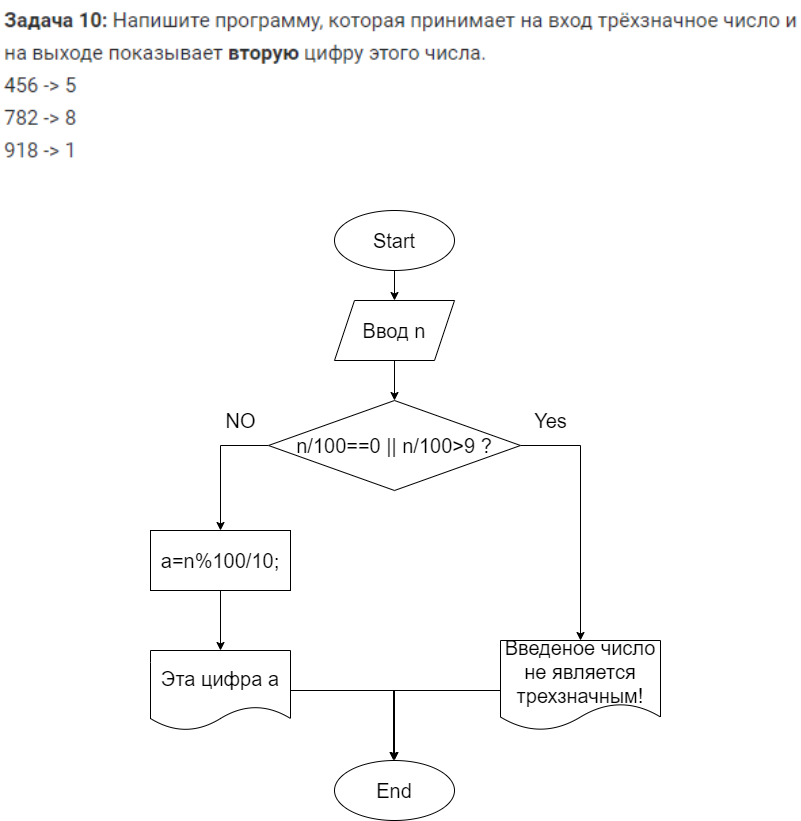 Задача 10: Напишите программу, которая принимает на вход трёхзначное число и
на выходе показывает вторую цифру этого числа.
456 -> 5
782 -> 8
918 -> 1
Start
Ввод n
NO
Yes
n/100==0 || n/100>9 ?
a=n%100/10;
Эта цифра a
Введеное число
не является
трехзначным!
End